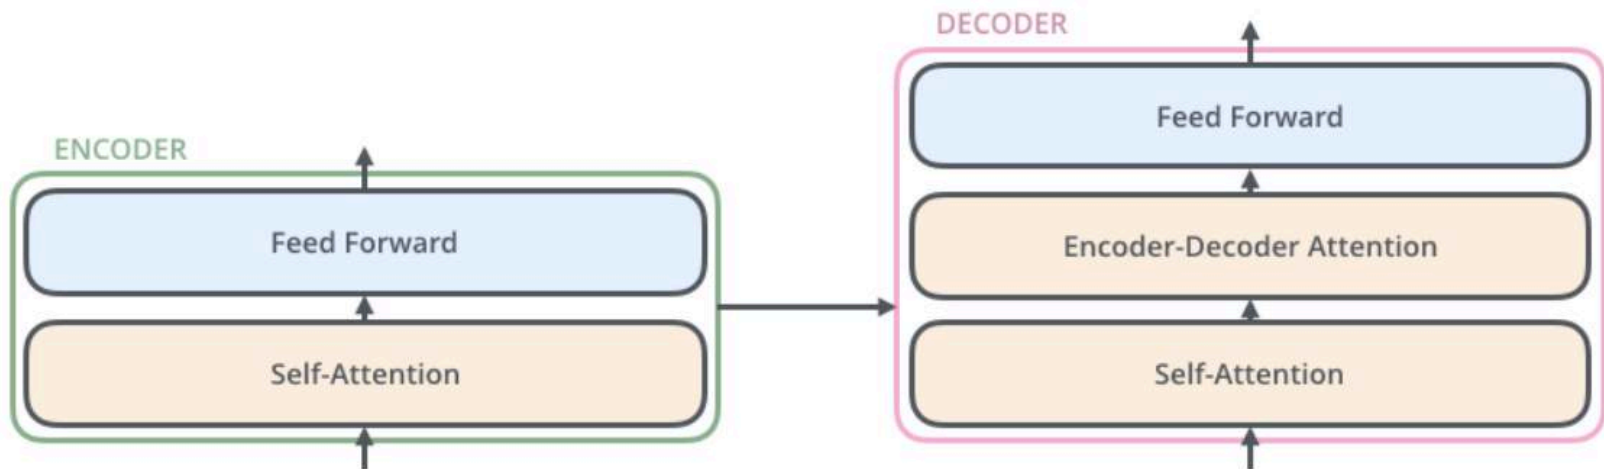 DECODER
Feed Forward
ENCODER
Feed Forward
Encoder-Decoder Attention
Self-Attention
Self-Attention